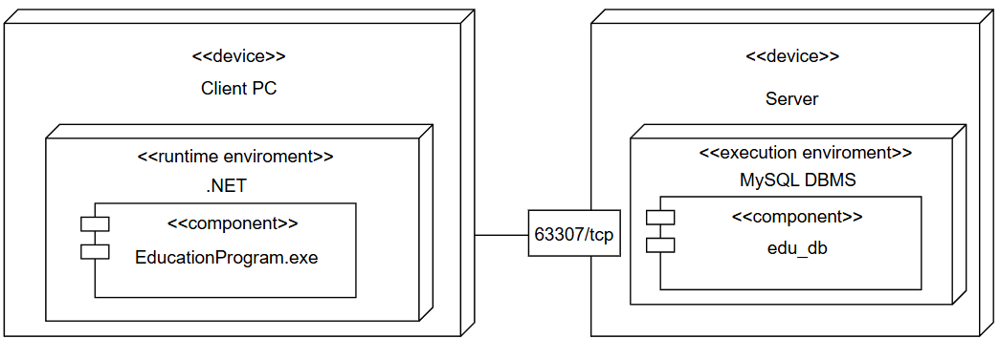 <<device>>
Client PC
<<runtime enviroment>>
.NET
<<component>>
EducationProgram.exe
63307/tcp
<<device>>
Server
<<execution enviroment>>
MySQL DBMS
<<component>>
edu_db